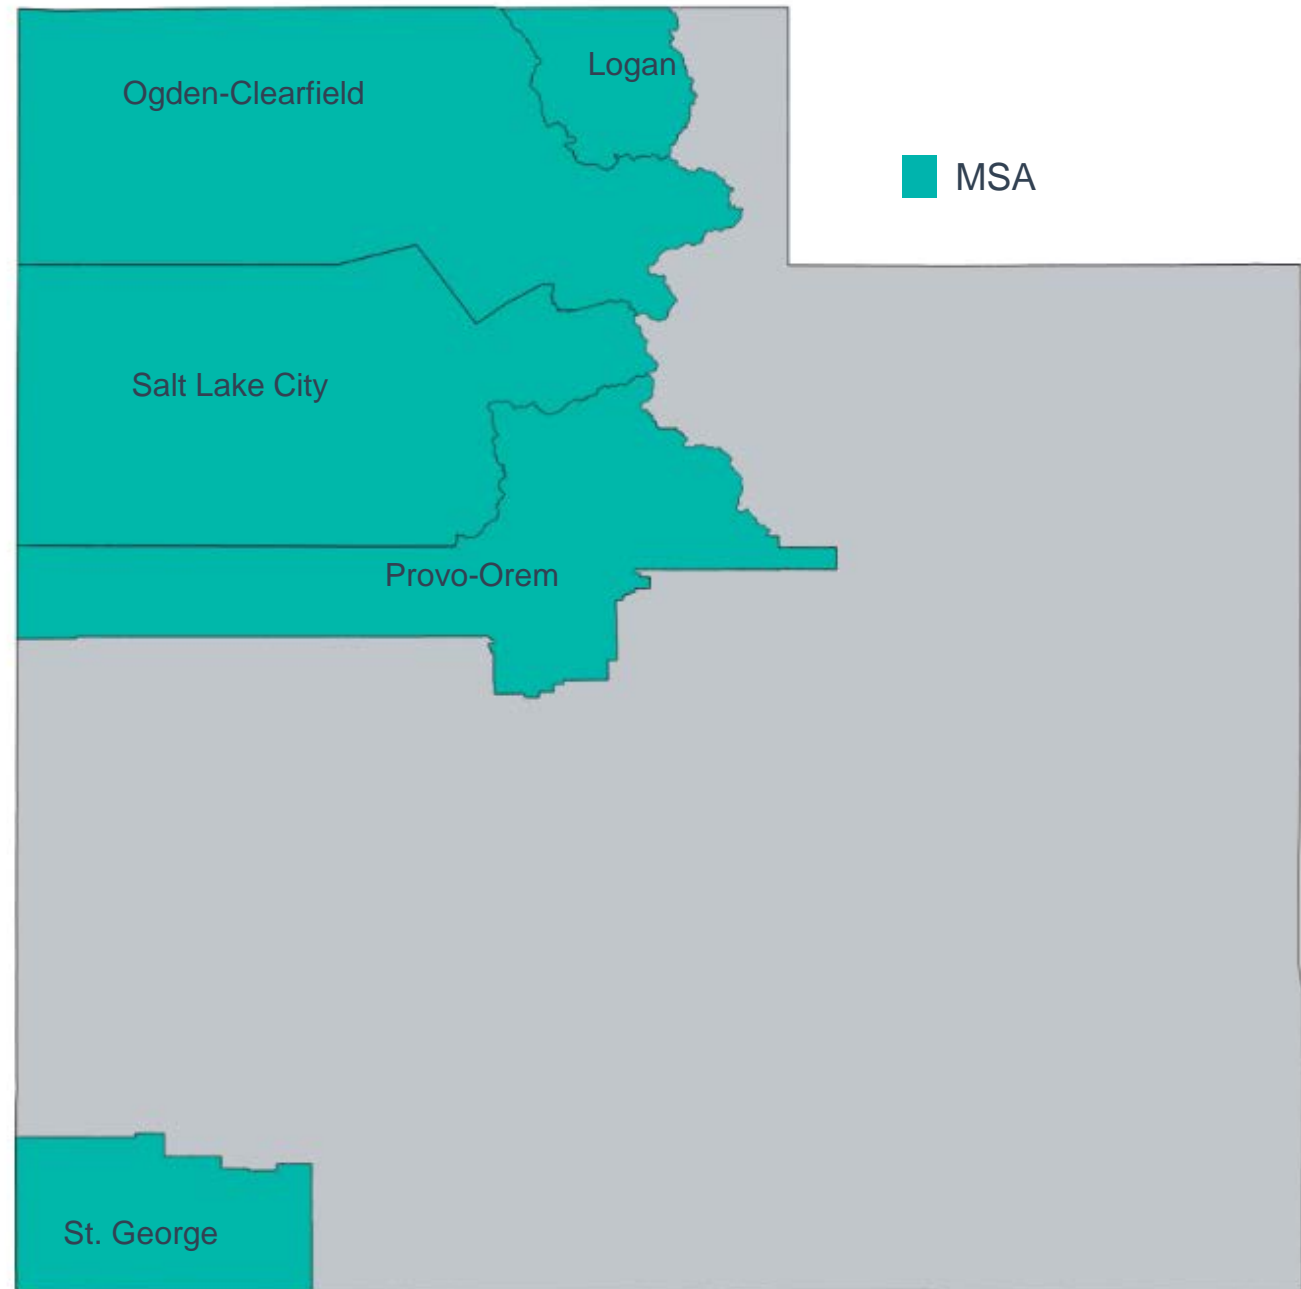 Logan
Ogden-Clearfield
MSA
Salt Lake City
Provo-Orem
St. George